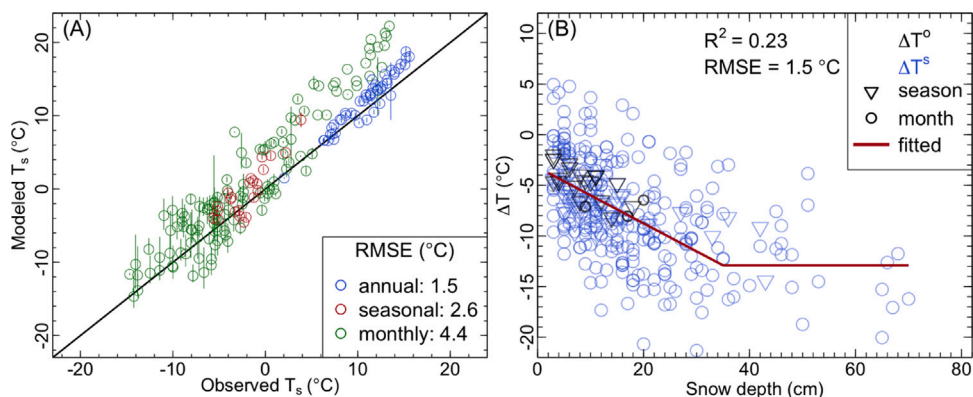 (A)
Modeled Ts (°C)
20
10
0
-10
-20
RMSE (°C)
annual: 1.5
seasonal: 2.6
monthly: 4.4
-20
-10
0
10
20
Observed Ts (°C)
(B)
R² = 0.23
RMSE = 1.5 °C
ΔTᵒ
ΔTˢ
season
month
fitted
ΔT (°C)
10
5
0
-5
-10
-15
-20
0
20
40
60
80
Snow depth (cm)